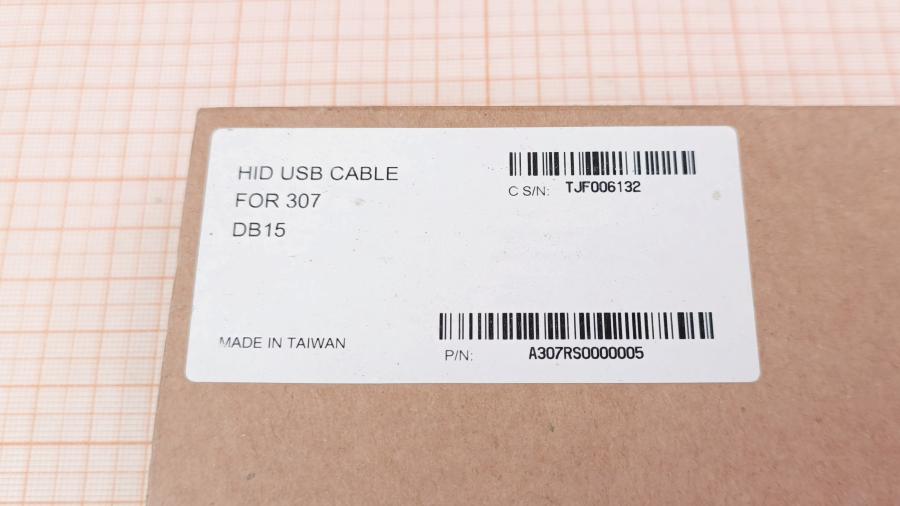 HID USB CABLE
FOR 307
DB15
C S/N: TJF006132
MADE IN TAIWAN
P/N: A307RS0000005